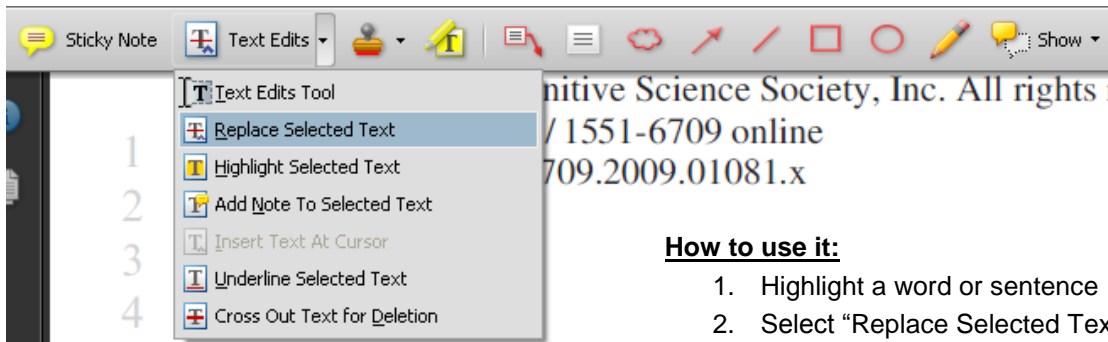 Sticky Note Text Edits Show
Text Edits Tool
Replace Selected Text
Highlight Selected Text
Add Note To Selected Text
Insert Text At Cursor
Underline Selected Text
Cross Out Text for Deletion
1
2
3
4
nitive Science Society, Inc. All rights
/ 1551-6709 online
709.2009.01081.x
How to use it:
1. Highlight a word or sentence
2. Select “Replace Selected Tex